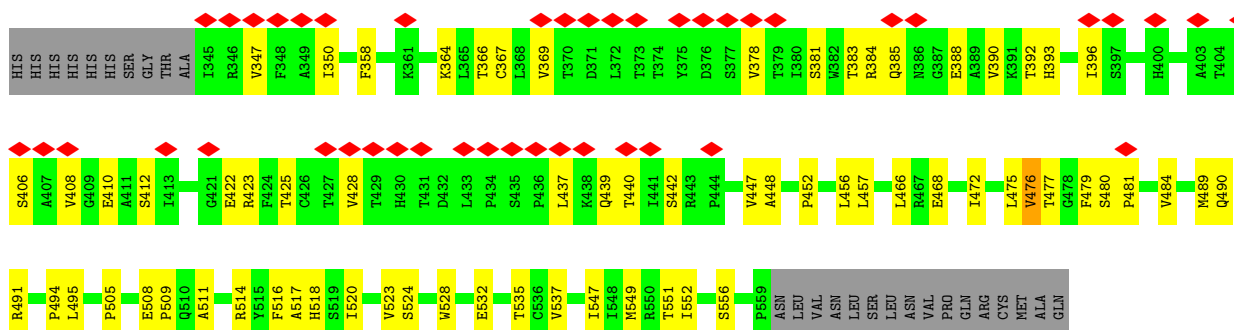 HIS HIS HIS HIS HIS HIS SER GLY THR ALA I345 R346 V347 F348 A349 I350 F358 K361 K364 L365 T366 C367 L368 V369 T370 D371 L372 T373 T374 Y375 D376 S377 V378 T379 I380 S381 W382 T383 R384 Q385 N386 G387 E388 A389 V390 K391 T392 H393 I396 S397 H400 A403 T404
S406 A407 V408 G409 E410 A411 S412 I413 G421 E422 R423 F424 T425 C426 T427 V428 T429 H430 T431 D432 L433 P434 S435 P436 L437 K438 Q439 T440 I441 S442 R443 P444 V447 A448 P452 L456 L457 L466 R467 E468 I472 L475 V476 T477 G478 F479 S480 P481 V484 M489 Q490
R491 P494 L495 P505 E508 P509 Q510 A511 R514 Y515 F516 A517 H518 S519 I520 V523 S524 W528 E532 T535 C536 V537 I547 I548 M549 R550 T551 I552 S556 P559 ASN LEU VAL ASN LEU SER LEU ASN VAL PRO GLN ARG CYS MET ALA GLN